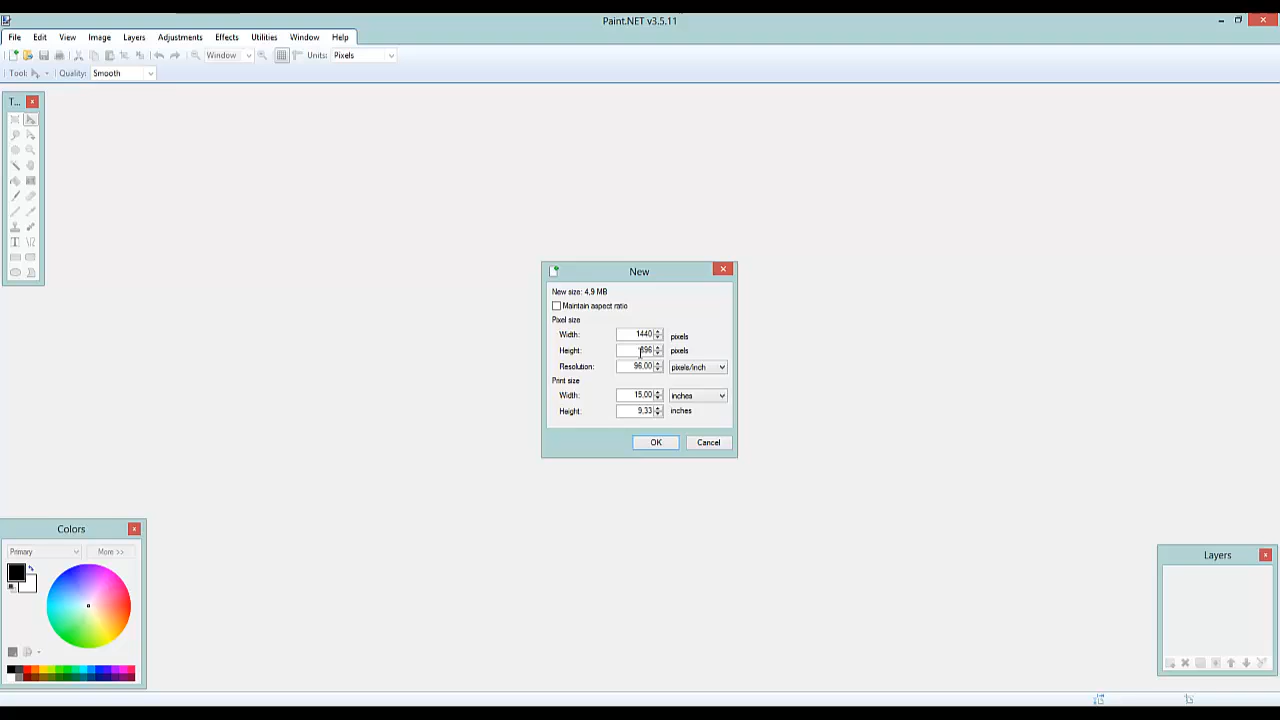 Paint.NET v3.5.11
File Edit View Image Layers Adjustments Effects Utilities Window Help
Window Units: Pixels
Tool: Quality: Smooth
T...
New
New size: 4,9 MB
Maintain aspect ratio
Pixel size
Width: 1440 pixels
Height: 896 pixels
Resolution: 96.00 pixels/inch
Print size
Width: 15.00 inches
Height: 9.33 inches
OK Cancel
Colors
Primary More >>
Layers